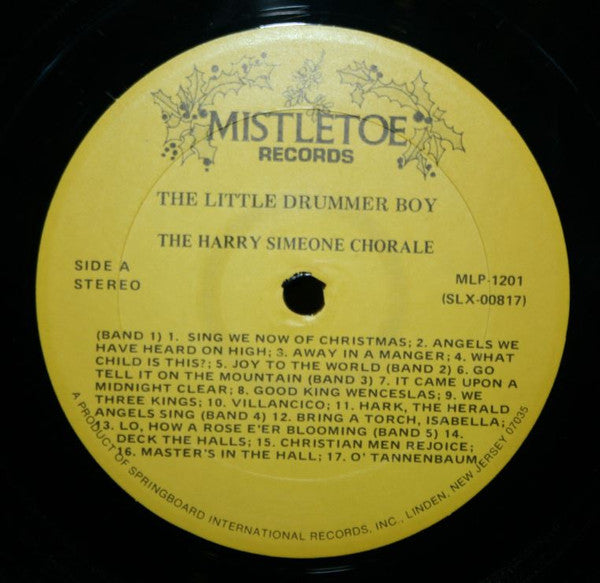 MISTLETOE
RECORDS
THE LITTLE DRUMMER BOY
THE HARRY SIMEONE CHORALE
SIDE A
STEREO
MLP-1201
(SLX-00817)
(BAND 1) 1. SING WE NOW OF CHRISTMAS; 2. ANGELS WE
HAVE HEARD ON HIGH; 3. AWAY IN A MANGER; 4. WHAT
CHILD IS THIS?; 5. JOY TO THE WORLD (BAND 2) 6. GO
TELL IT ON THE MOUNTAIN (BAND 3) 7. IT CAME UPON A
MIDNIGHT CLEAR; 8. GOOD KING WENCESLAS; 9. WE
THREE KINGS; 10. VILLANCICO; 11. HARK, THE HERALD
ANGELS SING (BAND 4) 12. BRING A TORCH, ISABELLA;
13. LO, HOW A ROSE E'ER BLOOMING (BAND 5) 14.
DECK THE HALLS; 15. CHRISTIAN MEN REJOICE;
16. MASTER'S IN THE HALL; 17. O' TANNENBAUM
A PRODUCT OF SPRINGBOARD INTERNATIONAL RECORDS, INC., LINDEN, NEW JERSEY 07035